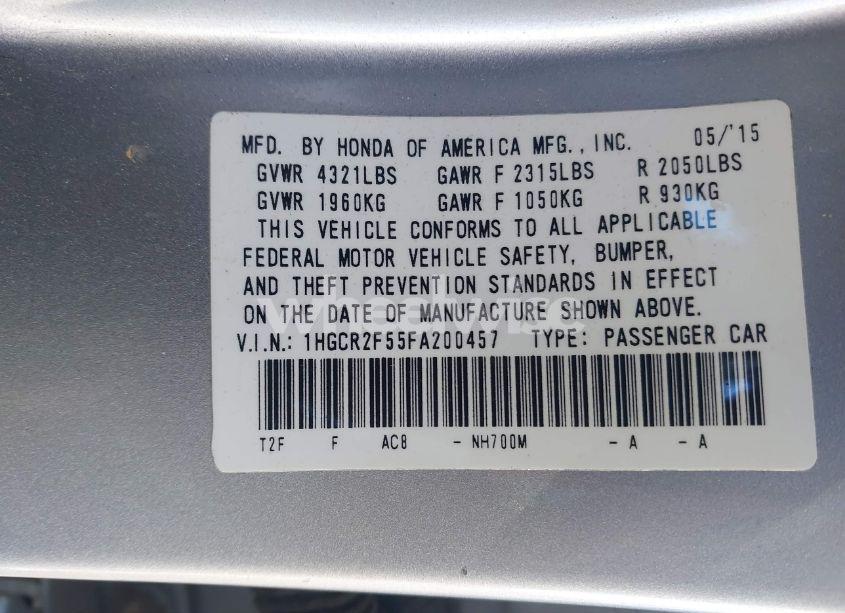 MFD. BY HONDA OF AMERICA MFG., INC. 05/'15
GVWR 4321LBS GAWR F 2315LBS R 2050LBS
GVWR 1960KG GAWR F 1050KG R 930KG
THIS VEHICLE CONFORMS TO ALL APPLICABLE
FEDERAL MOTOR VEHICLE SAFETY, BUMPER,
AND THEFT PREVENTION STANDARDS IN EFFECT
ON THE DATE OF MANUFACTURE SHOWN ABOVE.
wheelwise
V.I.N.: 1HGCR2F55FA200457 TYPE: PASSENGER CAR
T2F F AC8 - NH700M - A - A